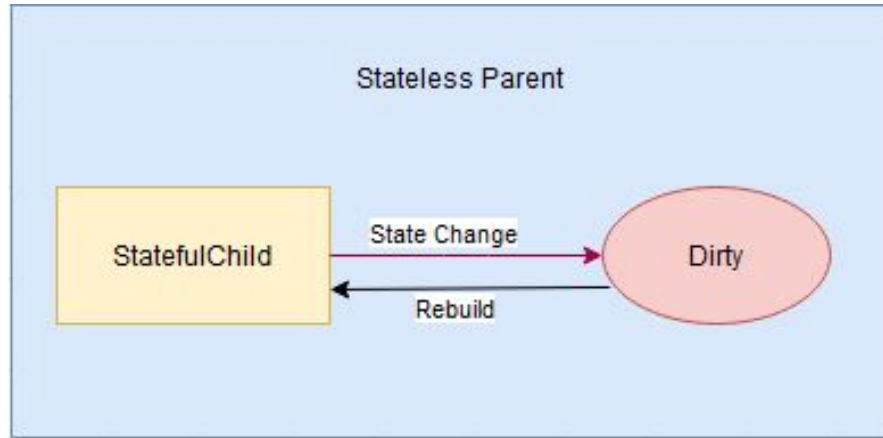 Stateless Parent
StatefulChild
State Change
Dirty
Rebuild